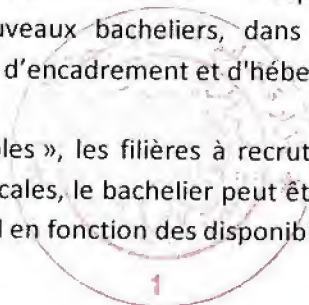 uveaux bacheliers, dans
d'encadrement et d'hébe
les », les filières à recrut
cales, le bachelier peut êt
l en fonction des disponib
1